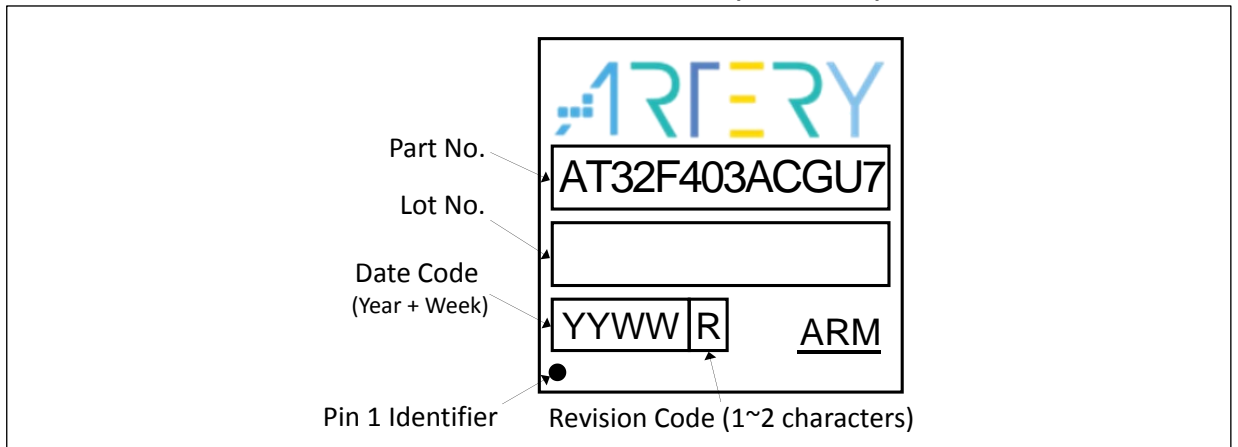 ARTERY
Part No.
AT32F403ACGU7
Lot No.
Date Code
(Year + Week)
YYWW R
ARM
Pin 1 Identifier
Revision Code (1~2 characters)